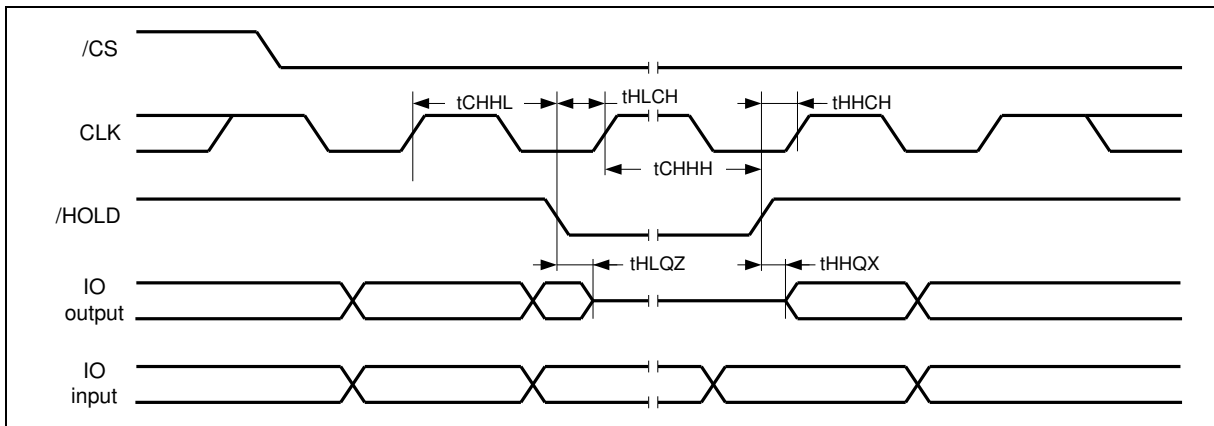 /CS
tCHHL
tHLCH
tHHCH
CLK
tCHHH
/HOLD
tHLQZ
tHHQX
IO
output
IO
input